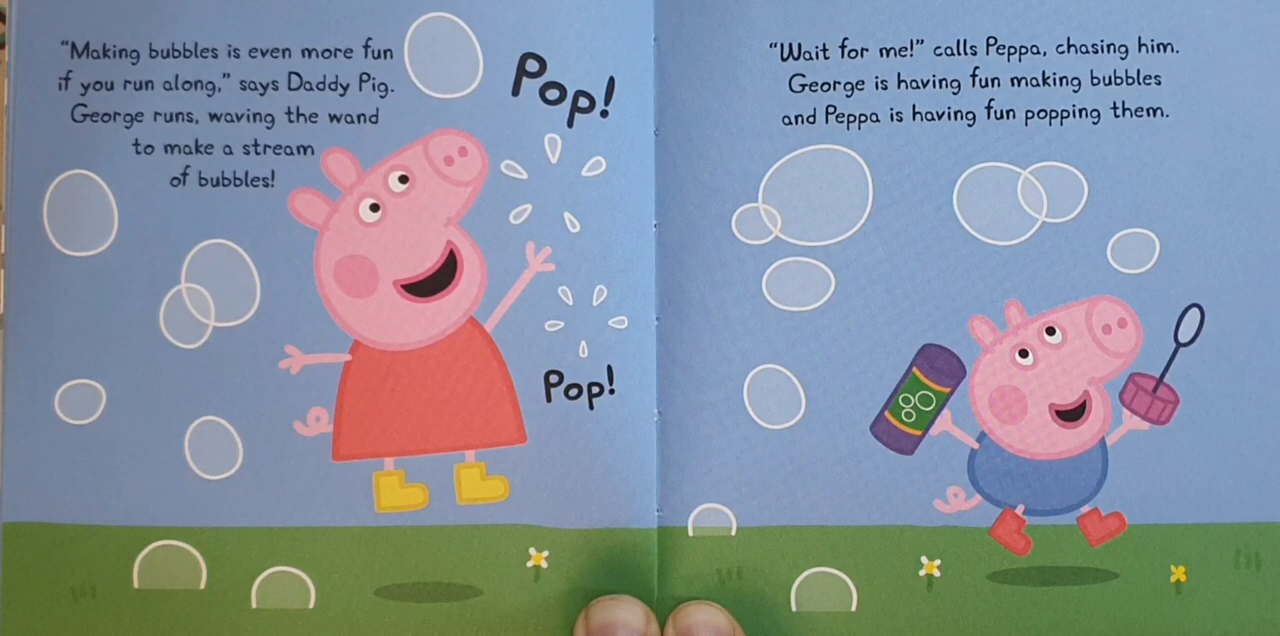 “Making bubbles is even more fun
if you run along,” says Daddy Pig.
George runs, waving the wand
to make a stream
of bubbles!
Pop!
Pop!
“Wait for me!” calls Peppa, chasing him.
George is having fun making bubbles
and Peppa is having fun popping them.